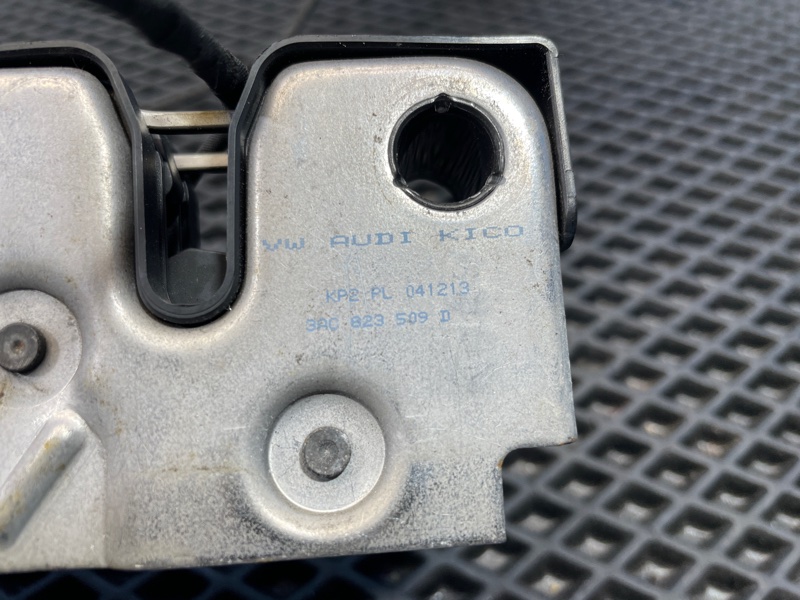 VW AUDI KICO
KP2 PL 041213
3AC 823 509 D